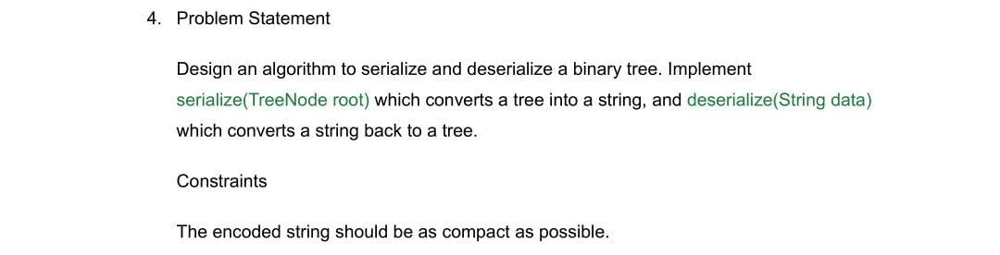 4. Problem Statement
Design an algorithm to serialize and deserialize a binary tree. Implement
serialize(TreeNode root) which converts a tree into a string, and deserialize(String data)
which converts a string back to a tree.
Constraints
The encoded string should be as compact as possible.